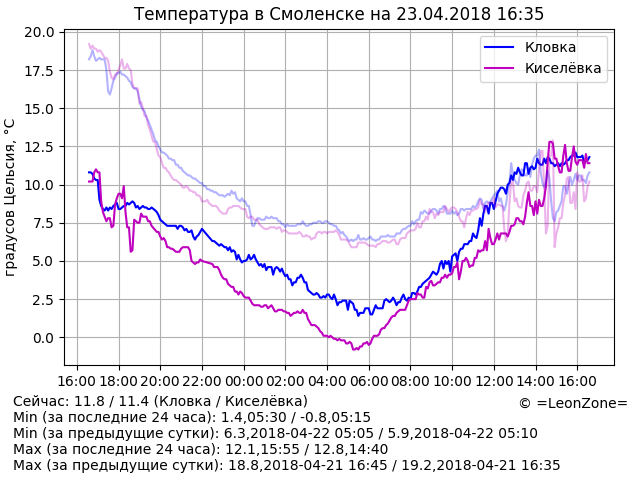 Температура в Смоленске на 23.04.2018 16:35
20.0
17.5
15.0
12.5
10.0
7.5
5.0
2.5
0.0
градусов Цельсия, °C
Кловка
Киселёвка
16:00 18:00 20:00 22:00 00:00 02:00 04:00 06:00 08:00 10:00 12:00 14:00 16:00
Сейчас: 11.8 / 11.4 (Кловка / Киселёвка)
© =LeonZone=
Min (за последние 24 часа): 1.4,05:30 / -0.8,05:15
Min (за предыдущие сутки): 6.3,2018-04-22 05:05 / 5.9,2018-04-22 05:10
Max (за последние 24 часа): 12.1,15:55 / 12.8,14:40
Max (за предыдущие сутки): 18.8,2018-04-21 16:45 / 19.2,2018-04-21 16:35